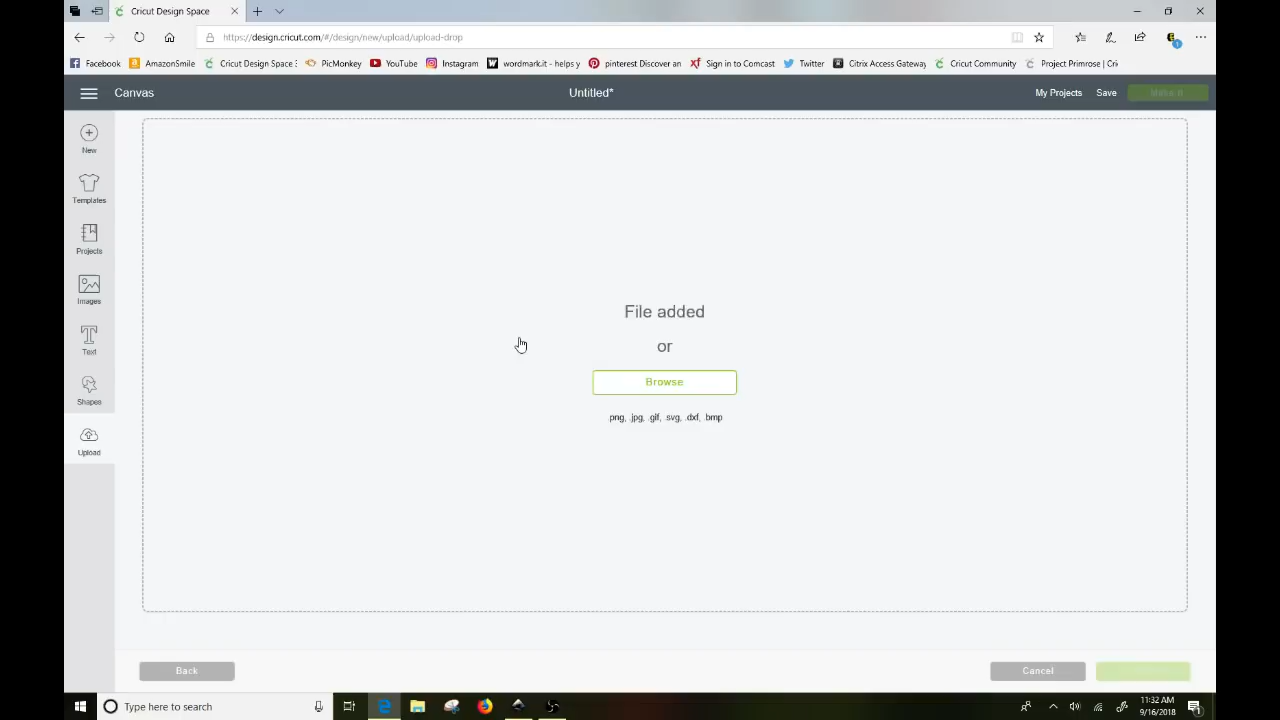 Cricut Design Space
https://design.cricut.com/#/design/new/upload/upload-drop
Facebook AmazonSmile Cricut Design Space : PicMonkey YouTube Instagram wordmark.it - helps y pinterest Discover an Sign in to Comcast Twitter Citrix Access Gateway Cricut Community Project Primrose | Cri
Canvas Untitled* My Projects Save Make It
New
Templates
Projects
Images
Text
Shapes
Upload
File added
or
Browse
.png, .jpg, .gif, .svg, .dxf, .bmp
Back Cancel
Type here to search
11:32 AM
9/16/2018